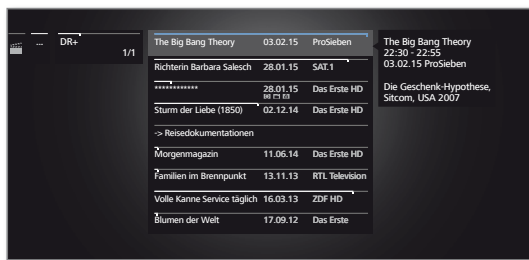 ... DR+
1/1
The Big Bang Theory 03.02.15 ProSieben
Richterin Barbara Salesch 28.01.15 SAT.1
************ 28.01.15 Das Erste HD
Sturm der Liebe (1850) 02.12.14 Das Erste HD
-> Reisedokumentationen
Morgenmagazin 11.06.14 Das Erste HD
Familien im Brennpunkt 13.11.13 RTL Television
Volle Kanne Service täglich 16.03.13 ZDF HD
Blumen der Welt 17.09.12 Das Erste
The Big Bang Theory
22:30 - 22:55
03.02.15 ProSieben
Die Geschenk-Hypothese,
Sitcom, USA 2007